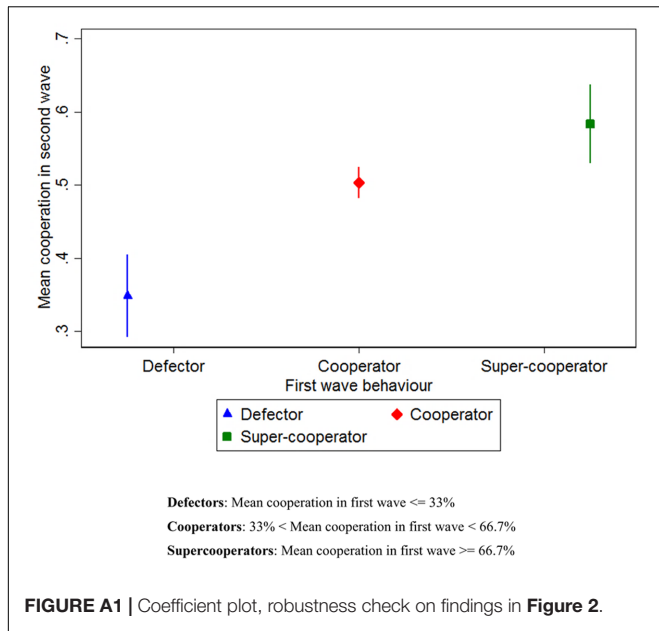 .7
.6
.5
.4
.3
Mean cooperation in second wave
Defector Cooperator Super-cooperator
First wave behaviour
Defector Cooperator
Super-cooperator
Defectors: Mean cooperation in first wave <= 33%
Cooperators: 33% < Mean cooperation in first wave < 66.7%
Supercooperators: Mean cooperation in first wave >= 66.7%
FIGURE A1 | Coefficient plot, robustness check on findings in Figure 2.